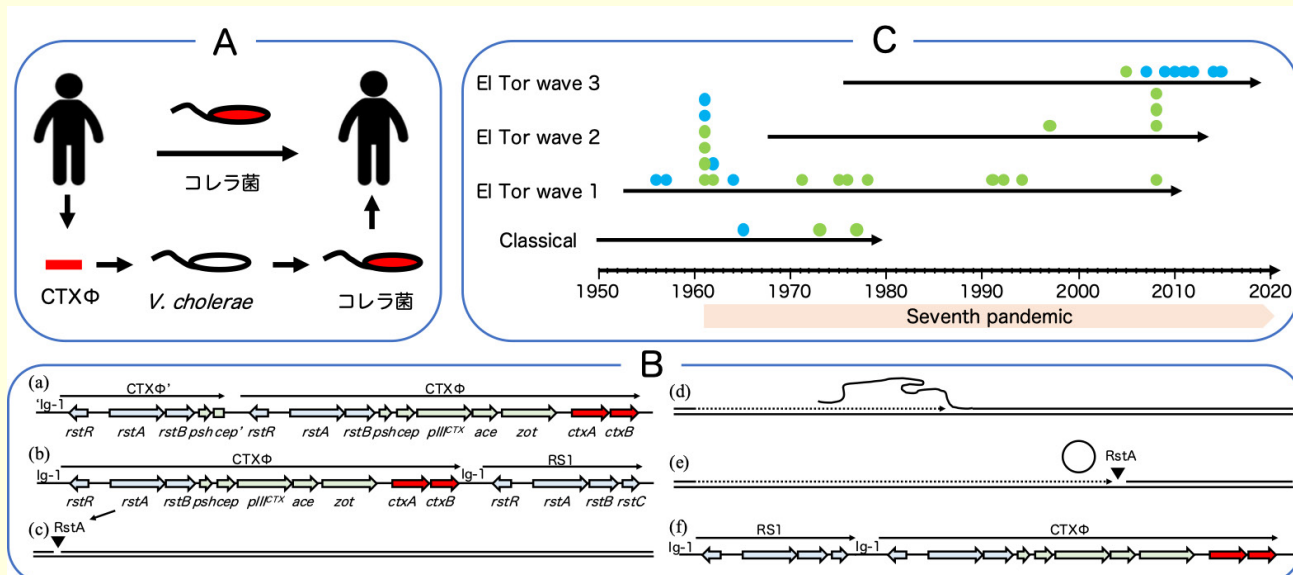 A
コレラ菌
CTXΦ
V. cholerae
コレラ菌
C
El Tor wave 3
El Tor wave 2
El Tor wave 1
Classical
1950 1960 1970 1980 1990 2000 2010 2020
Seventh pandemic
B
(a) CTXΦ' CTXΦ
'Ig-1
rstR rstA rstB psh cep' rstR rstA rstB psh cep pIII^CTX ace zot ctxA ctxB
(b) CTXΦ RS1
Ig-1 Ig-1
rstR rstA rstB psh cep pIII^CTX ace zot ctxA ctxB rstR rstA rstB rstC
(c) RstA
(d)
(e) RstA
(f) RS1 CTXΦ
Ig-1 Ig-1